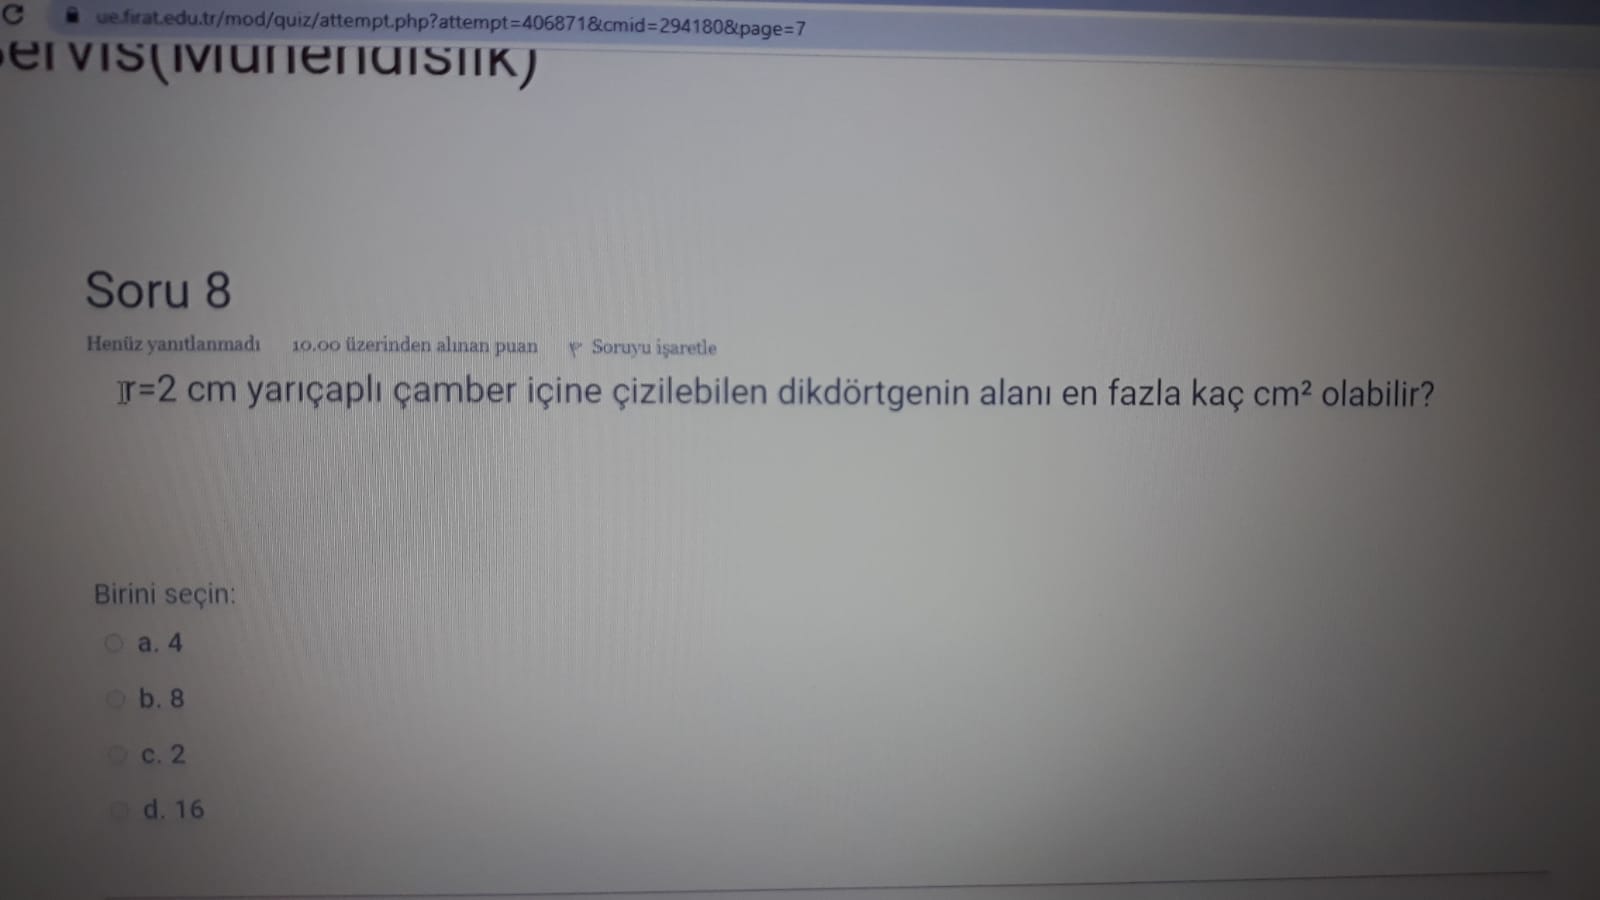 ue.firat.edu.tr/mod/quiz/attempt.php?attempt=406871&cmid=294180&page=7
ervis(Mühendislik)
Soru 8
Henüz yanıtlanmadı 10,00 üzerinden alınan puan Soruyu işaretle
r=2 cm yarıçaplı çamber içine çizilebilen dikdörtgenin alanı en fazla kaç cm² olabilir?
Birini seçin:
a. 4
b. 8
c. 2
d. 16